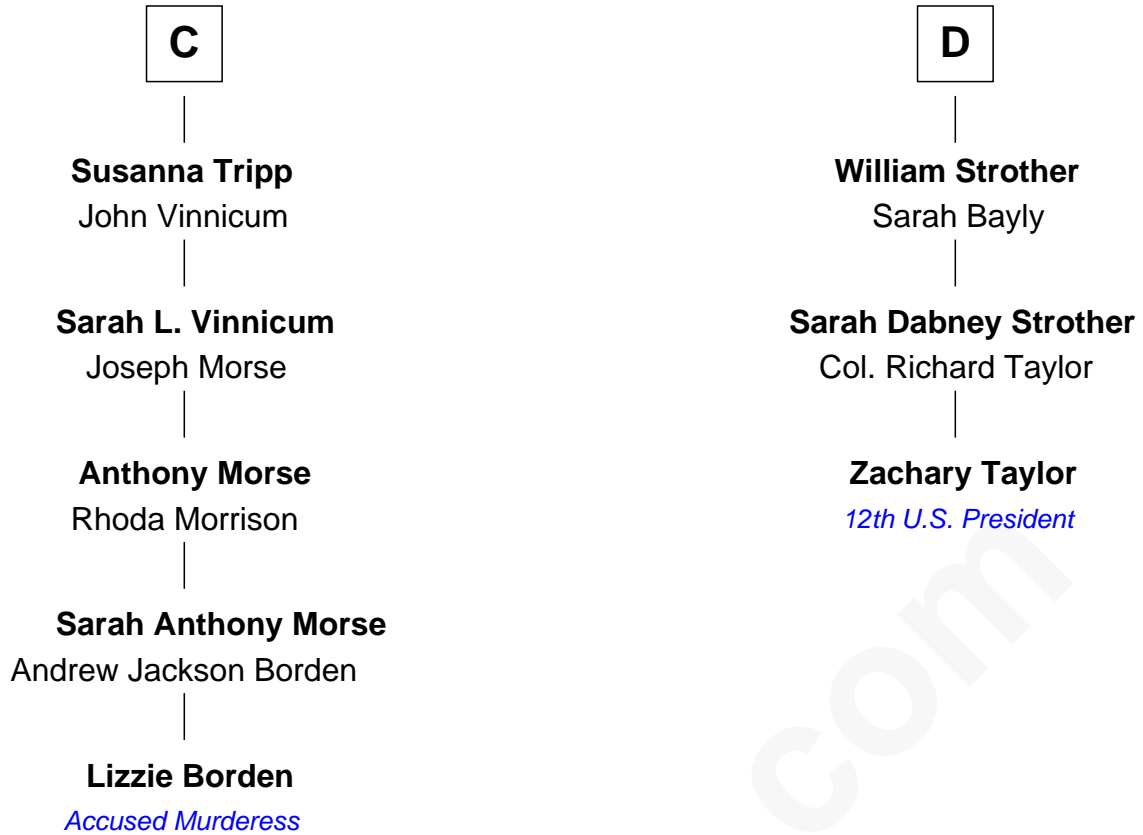 C
Susanna Tripp
John Vinnicum
Sarah L. Vinnicum
Joseph Morse
Anthony Morse
Rhoda Morrison
Sarah Anthony Morse
Andrew Jackson Borden
Lizzie Borden
Accused Murderess
D
William Strother
Sarah Bayly
Sarah Dabney Strother
Col. Richard Taylor
Zachary Taylor
12th U.S. President
com